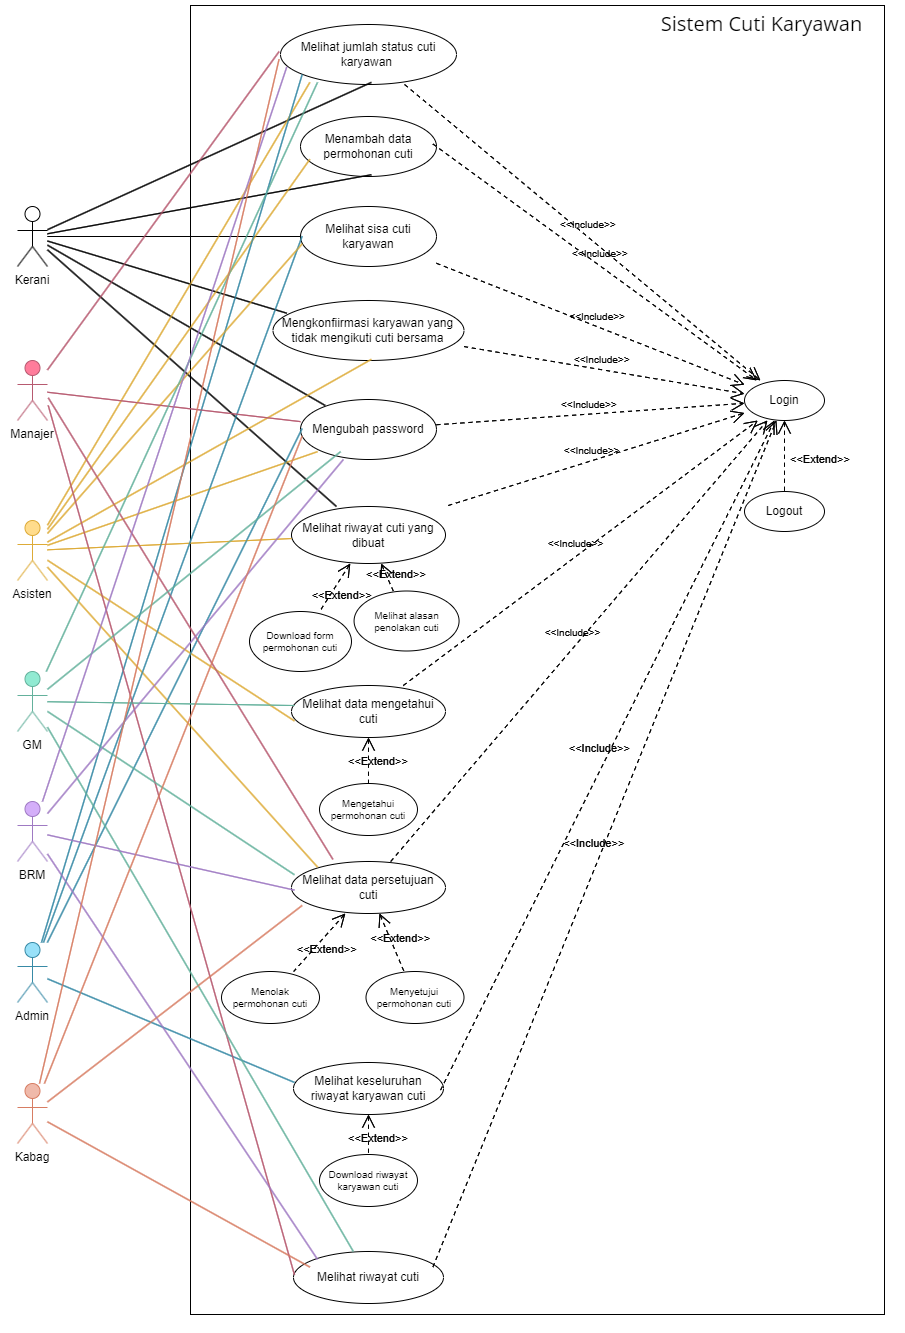 Sistem Cuti Karyawan
Melihat jumlah status cuti
karyawan
Menambah data
permohonan cuti
Kerani
Melihat sisa cuti
karyawan
<<Include>>
<<Include>>
Mengkonfiirmasi karyawan yang
tidak mengikuti cuti bersama
<<Include>>
<<Include>>
Manajer
Mengubah password
<<Include>>
Login
<<Extend>>
Logout
Melihat riwayat cuti yang
dibuat
<<Include>>
Asisten
<<Extend>>
<<Extend>>
Download form
permohonan cuti
Melihat alasan
penolakan cuti
<<Include>>
<<Include>>
GM
Melihat data mengetahui
cuti
<<Extend>>
Mengetahui
permohonan cuti
<<Include>>
<<Include>>
BRM
Melihat data persetujuan
cuti
<<Extend>>
<<Extend>>
Menolak
permohonan cuti
Menyetujui
permohonan cuti
Admin
Melihat keseluruhan
riwayat karyawan cuti
<<Extend>>
Download riwayat
karyawan cuti
Kabag
Melihat riwayat cuti